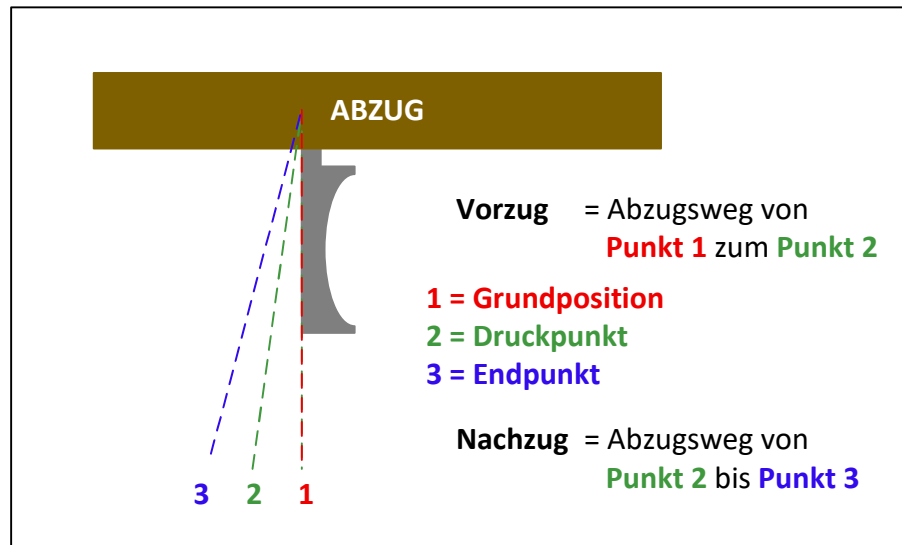 ABZUG
Vorzug = Abzugsweg von
Punkt 1 zum Punkt 2
1 = Grundposition
2 = Druckpunkt
3 = Endpunkt
Nachzug = Abzugsweg von
Punkt 2 bis Punkt 3
3 2 1